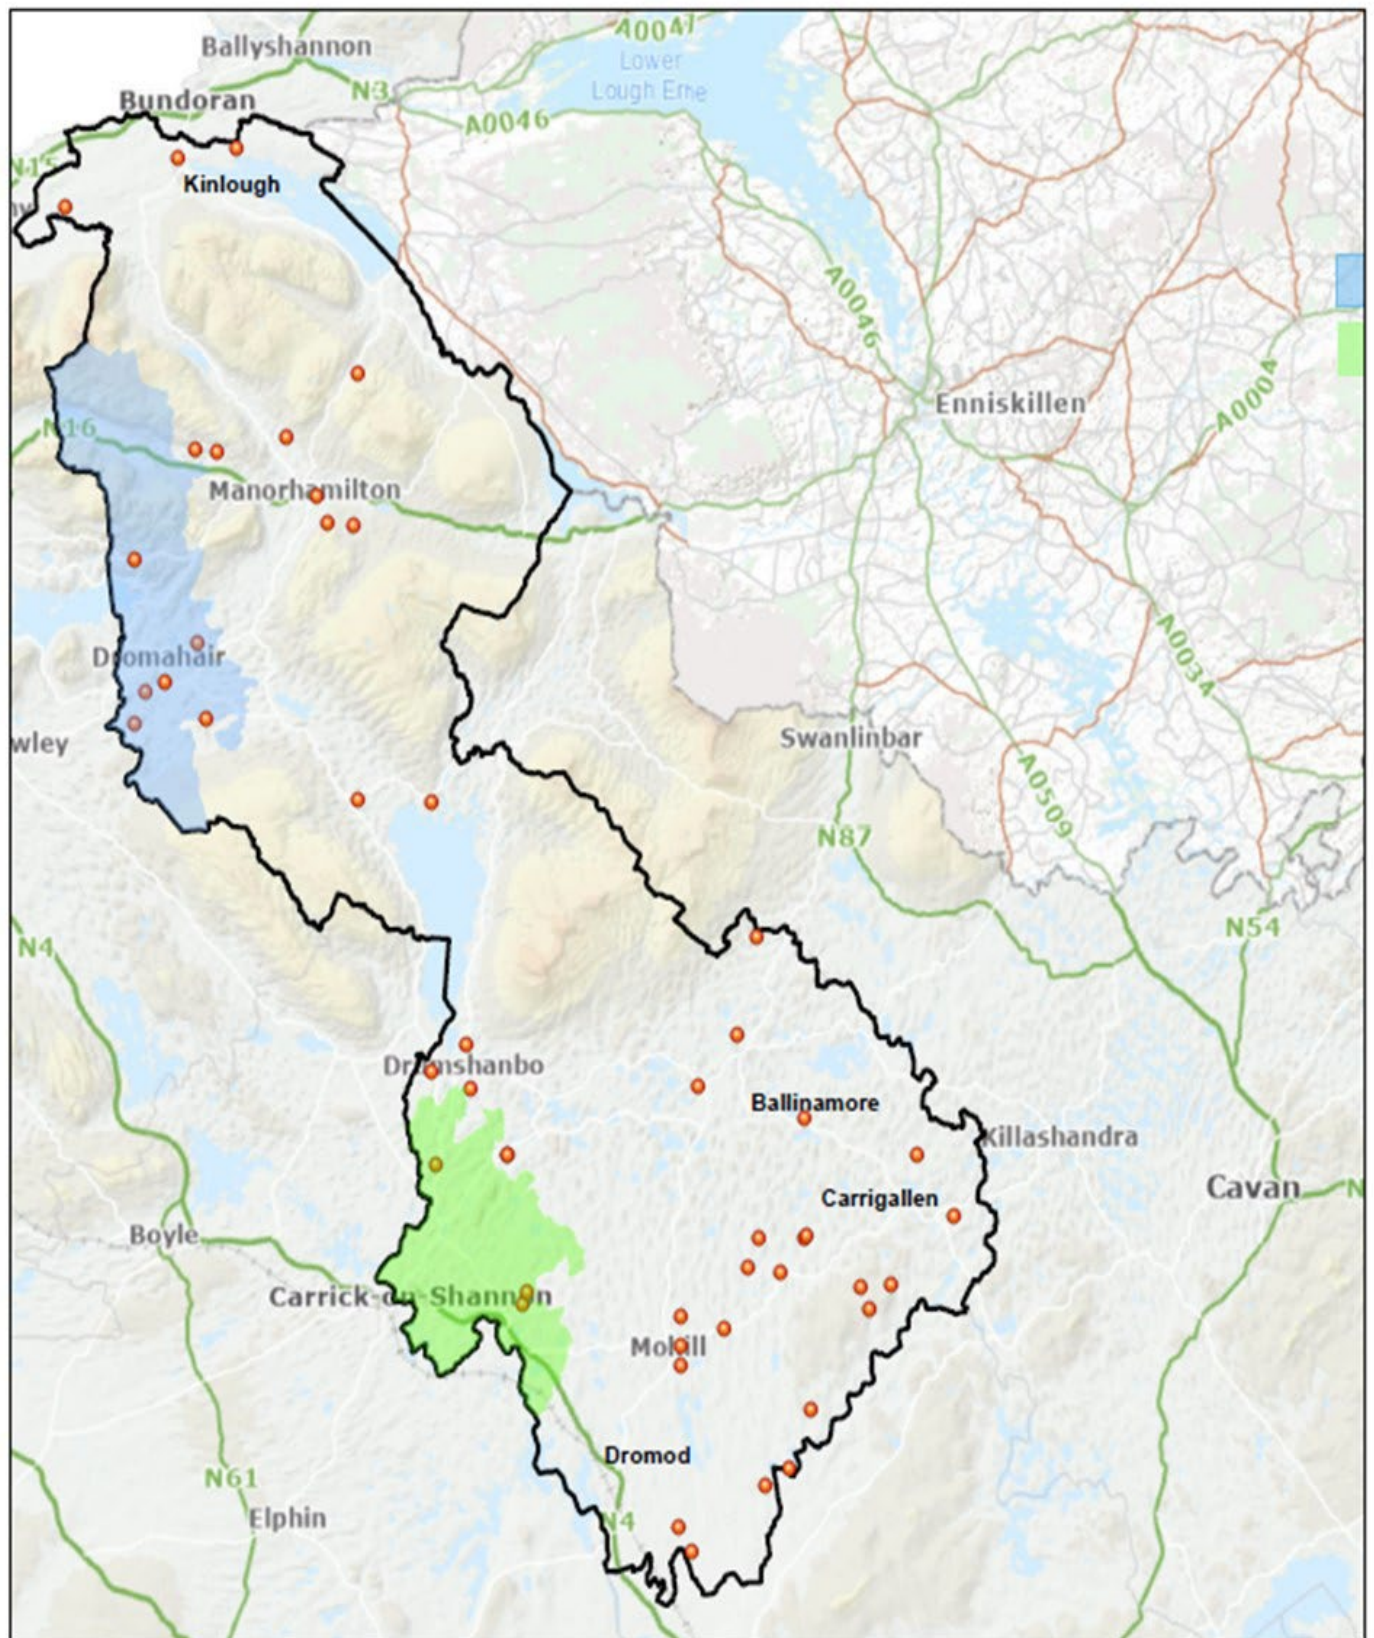 A0047
Ballyshannon
Lower
Lough Erne
N3
Bundoran
A0046
N15
Kinlough
A0046
Enniskillen
A0004
N16
Manorhamilton
A0034
Dromahair
wley
Swanlinbar
A0509
N87
N54
N4
Drumshanbo
Ballinamore
Killashandra
Cavan
N
Carrigallen
Boyle
Carrick-on-Shannon
Mohill
Dromod
N61
Elphin
N4